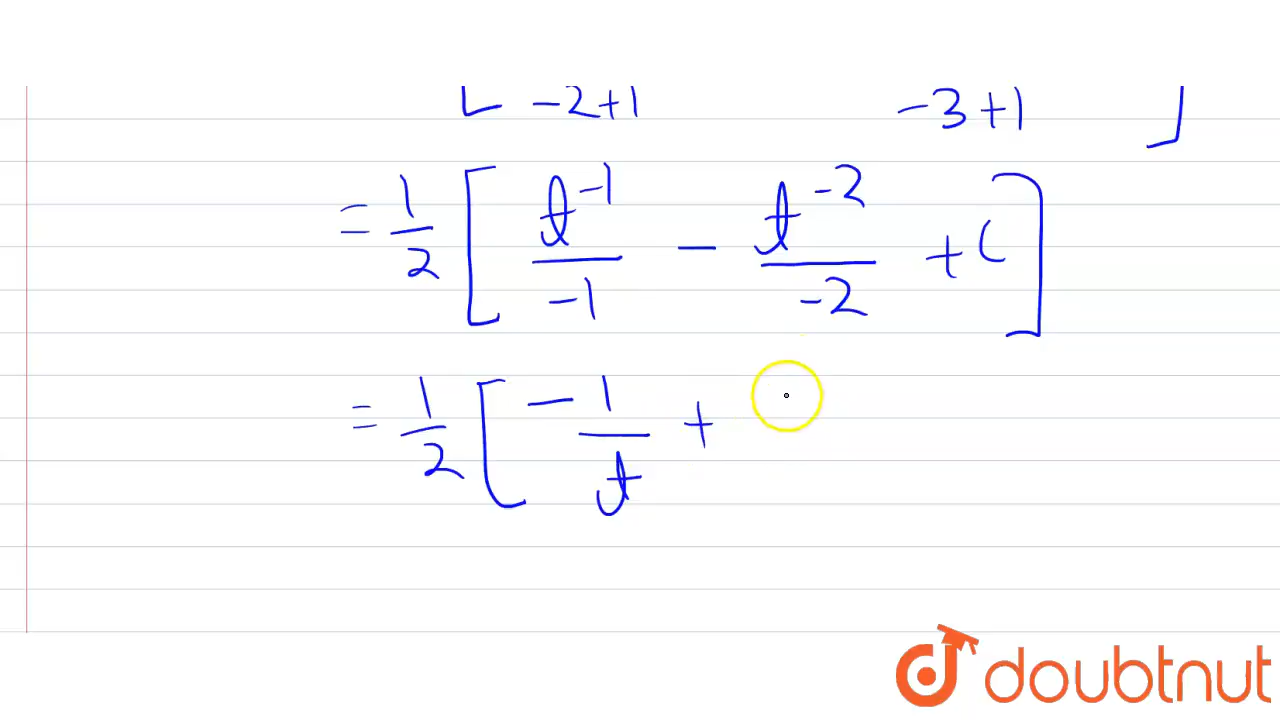 [ -2+1 -3+1 ]
= 1/2 [ t^-1/-1 - t^-2/-2 + C ]
= 1/2 [ -1/t +
doubtnut